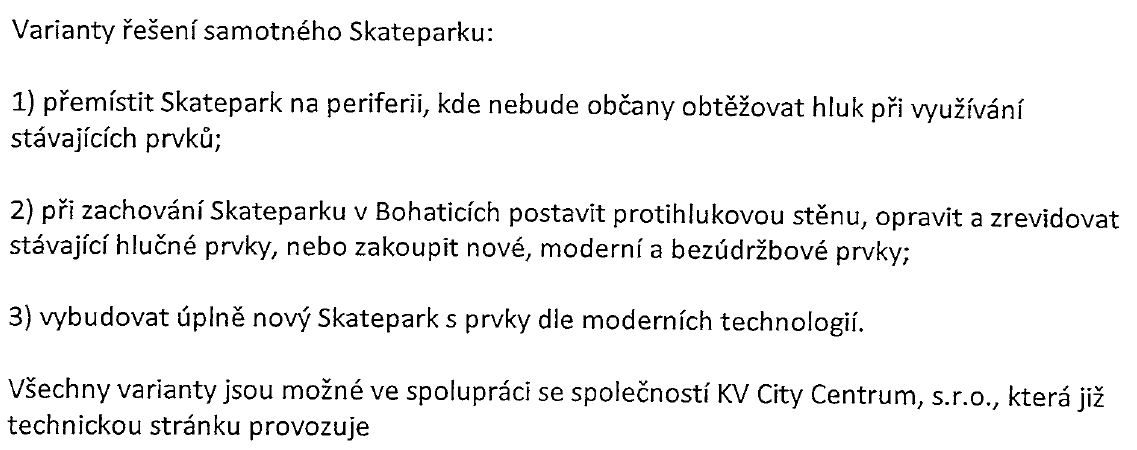 Varianty řešení samotného Skateparku:
1) přemístit Skatepark na periferii, kde nebude občany obtěžovat hluk při využívání
stávajících prvků;
2) při zachování Skateparku v Bohaticích postavit protihlukovou stěnu, opravit a zrevidovat
stávající hlučné prvky, nebo zakoupit nové, moderní a bezúdržbové prvky;
3) vybudovat úplně nový Skatepark s prvky dle moderních technologií.
Všechny varianty jsou možné ve spolupráci se společností KV City Centrum, s.r.o., která již
technickou stránku provozuje